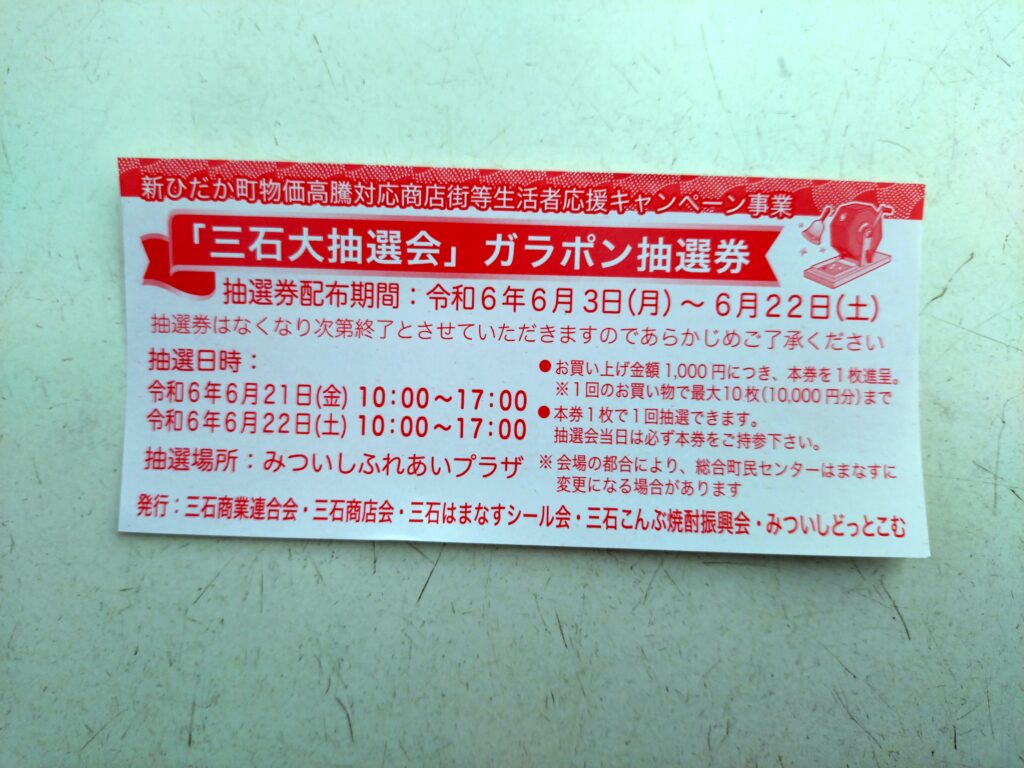 新ひだか町物価高騰対応商店街等生活者応援キャンペーン事業
「三石大抽選会」ガラポン抽選券
抽選券配布期間：令和6年6月3日(月)～6月22日(土)
抽選券はなくなり次第終了とさせていただきますのであらかじめご了承ください
抽選日時：
令和6年6月21日(金) 10:00～17:00
令和6年6月22日(土) 10:00～17:00
抽選場所：みついしふれあいプラザ
●お買い上げ金額1,000円につき、本券を1枚進呈。
※1回のお買い物で最大10枚(10,000円分)まで
●本券1枚で1回抽選できます。
抽選会当日は必ず本券をご持参下さい。
※会場の都合により、総合町民センターはまなすに
変更になる場合があります
発行：三石商業連合会・三石商店会・三石はまなすシール会・三石こんぶ焼酎振興会・みついしどっとこむ